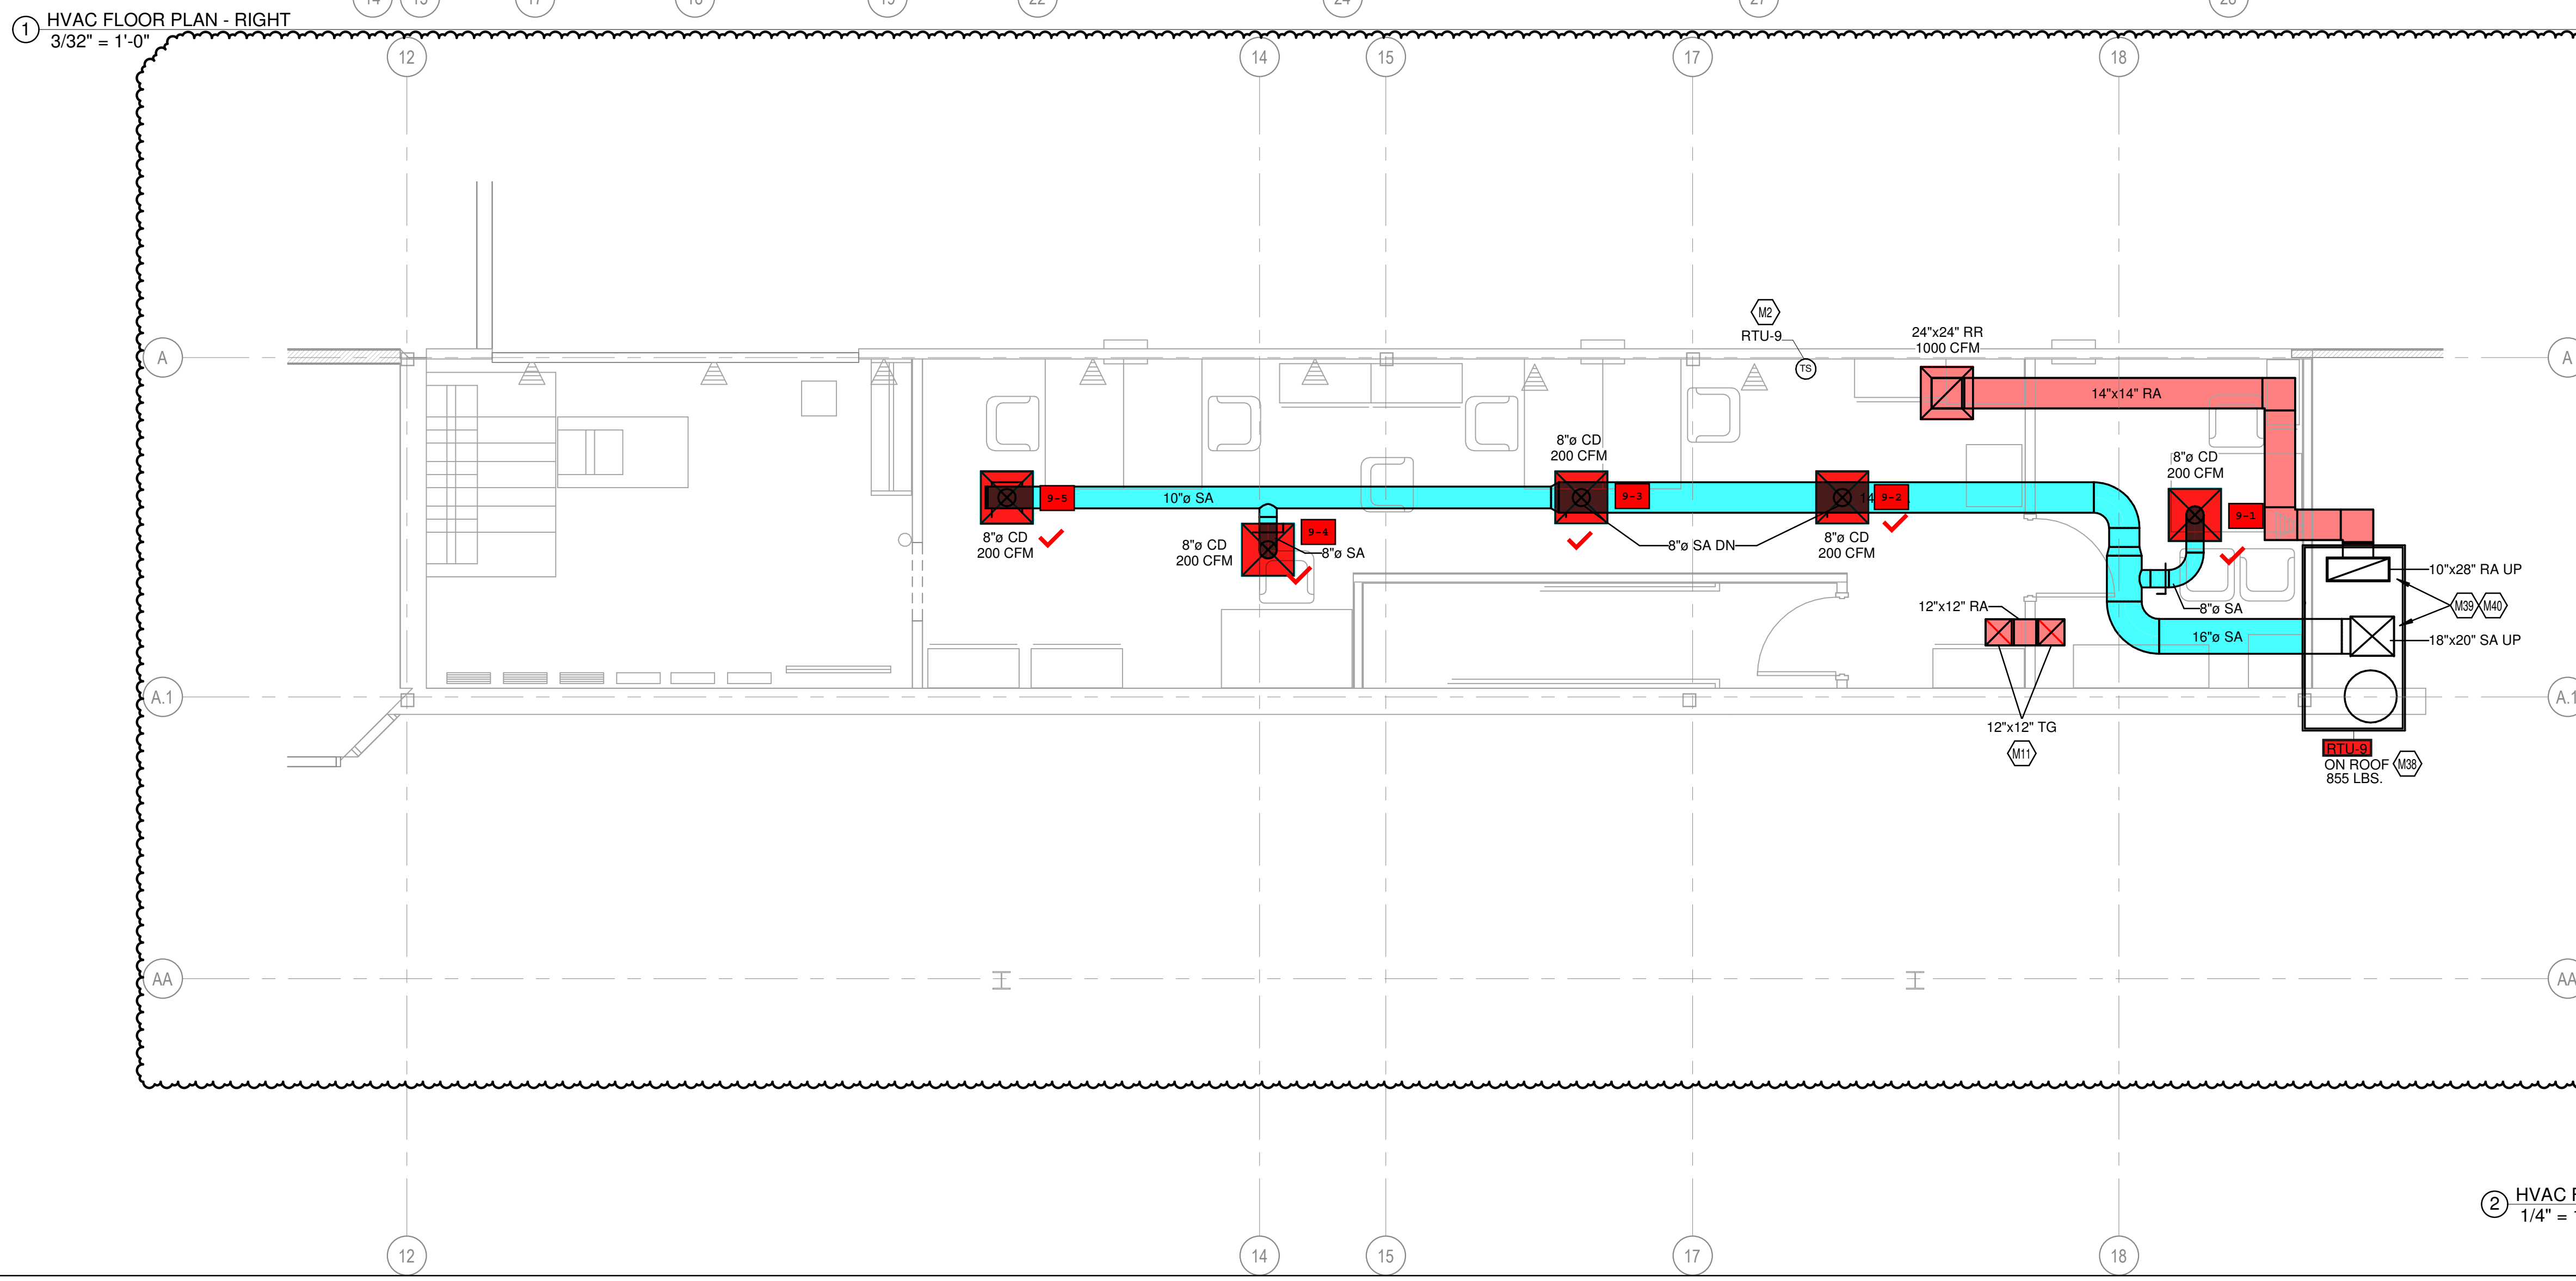 1
HVAC FLOOR PLAN - RIGHT
3/32" = 1'-0"
12
14
15
17
18
A
A
M2
RTU-9
TS
24"x24" RR
1000 CFM
14"x14" RA
8"ø CD
200 CFM
8"ø CD
200 CFM
10"ø SA
9-5
9-3
14
9-2
9-1
9-4
8"ø CD
200 CFM
8"ø CD
200 CFM
8"ø SA
8"ø SA DN
8"ø CD
200 CFM
10"x28" RA UP
M39
M40
12"x12" RA
8"ø SA
16"ø SA
18"x20" SA UP
A.1
A.1
12"x12" TG
M11
RTU-9
ON ROOF
855 LBS.
M38
AA
AA
2
HVAC
1/4" =
12
14
15
17
18